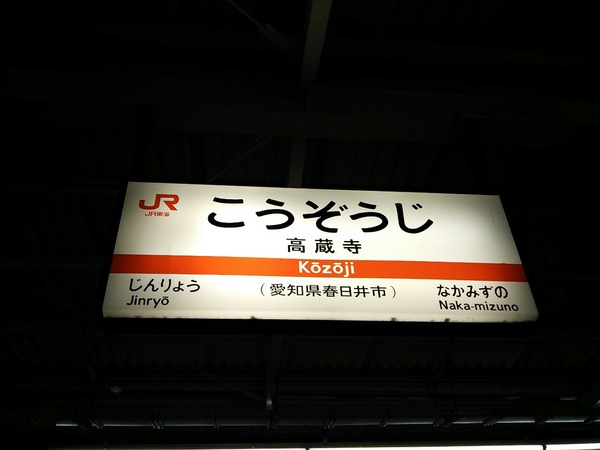 JR
JR東海
こうぞうじ
高蔵寺
Kōzōji
じんりょう
Jinryō
（愛知県春日井市）
なかみずの
Naka-mizuno